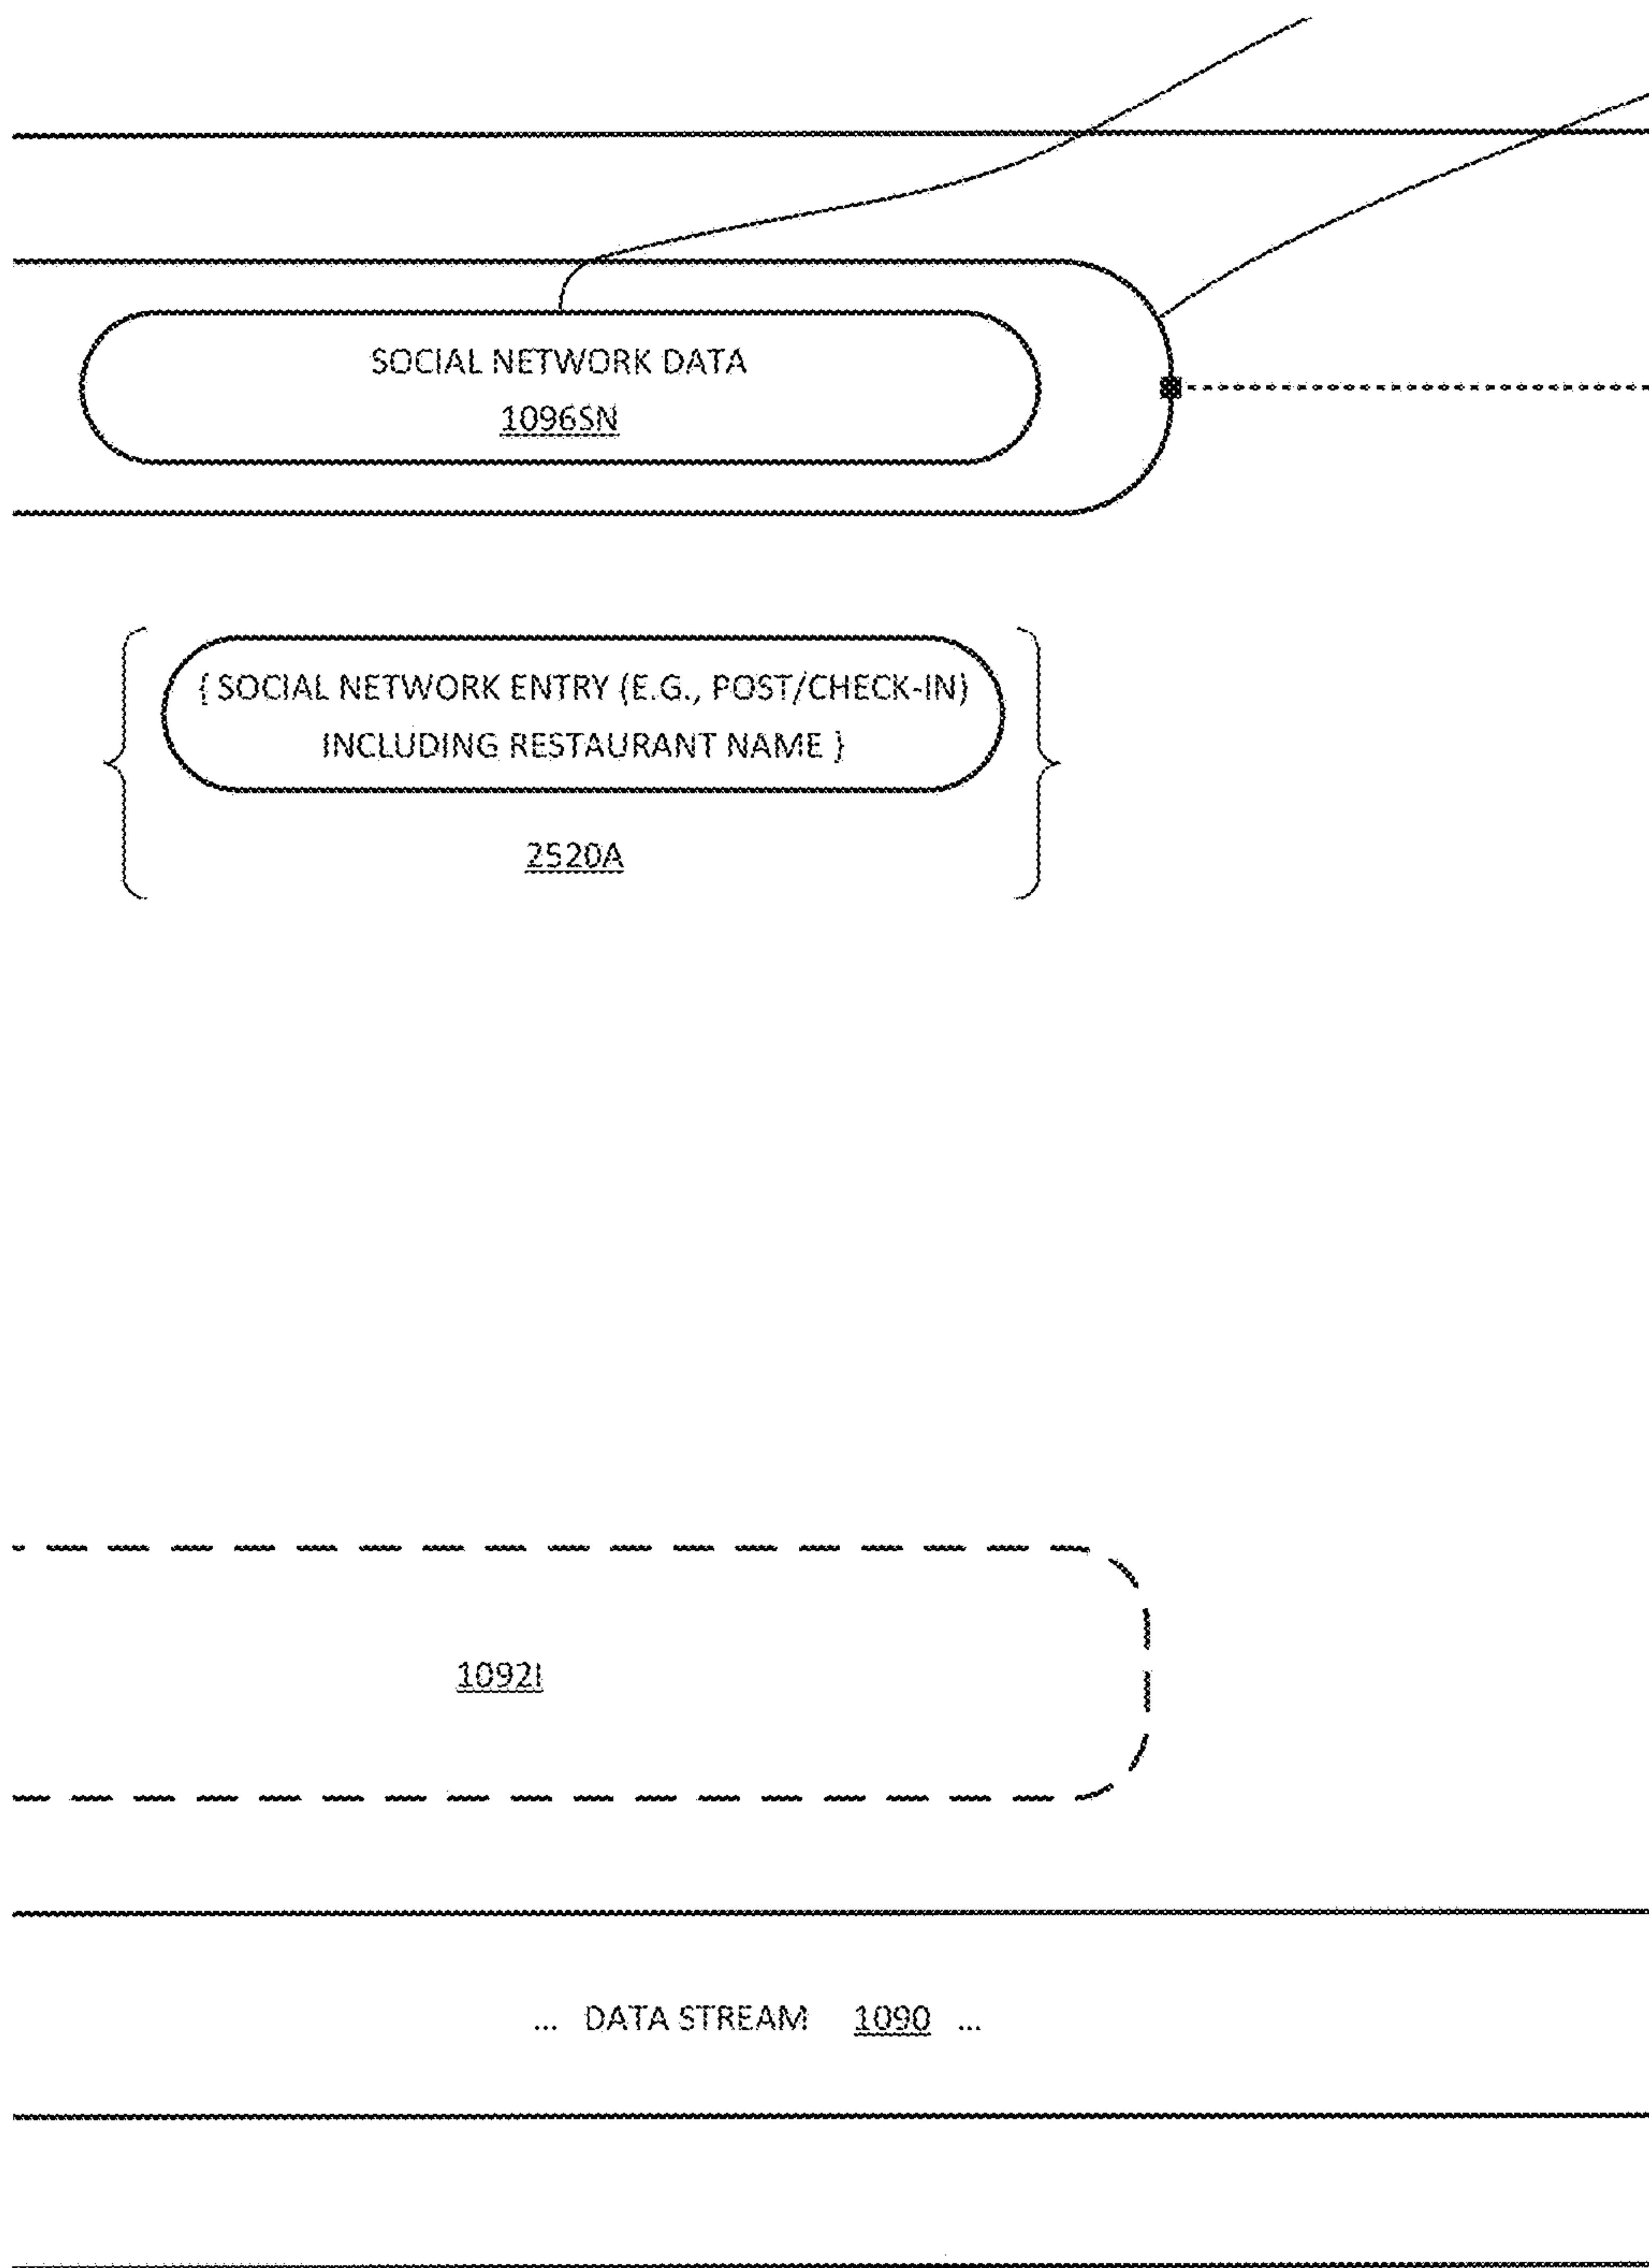 SOCIAL NETWORK DATA
1096SN
{ SOCIAL NETWORK ENTRY (E.G., POST/CHECK-IN)
INCLUDING RESTAURANT NAME }
2520A
1092I
... DATA STREAM 1090 ...